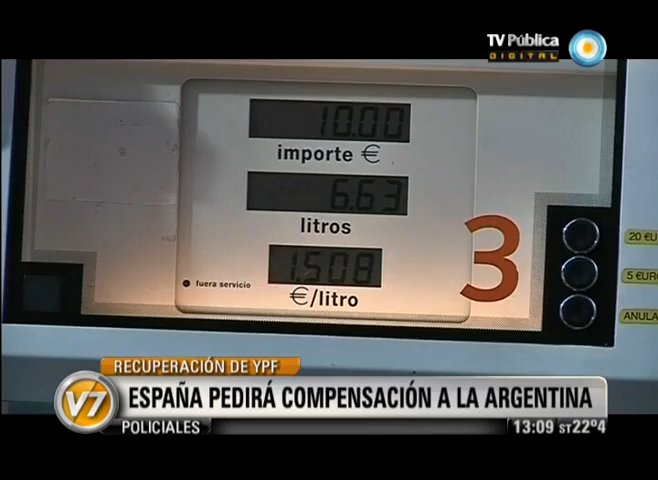 TV Pública
DIGITAL
10.00
importe €
6.63
litros
1.508
fuera servicio
€/litro
3
20 €U
5 €URO
ANULA
RECUPERACIÓN DE YPF
V7
ESPAÑA PEDIRÁ COMPENSACIÓN A LA ARGENTINA
POLICIALES
13:09 ST22º4